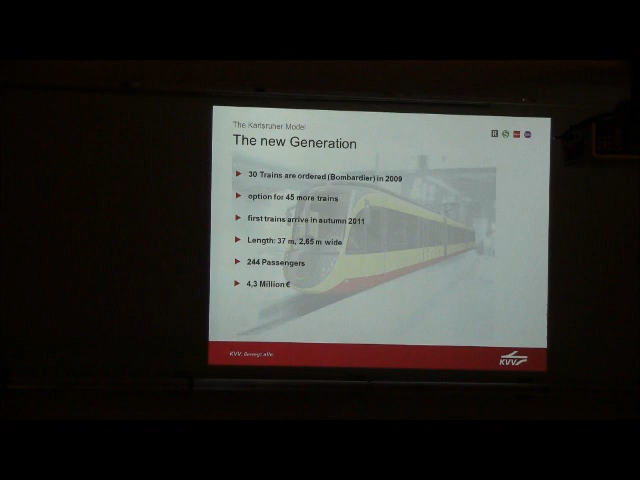 The Karlsruher Model
The new Generation
30 Trains are ordered (Bombardier) in 2009
option for 45 more trains
first trains arrive in autumn 2011
Length: 37 m, 2,65 m wide
244 Passengers
4,3 Million €
KVV. Bewegt alle.
KVV